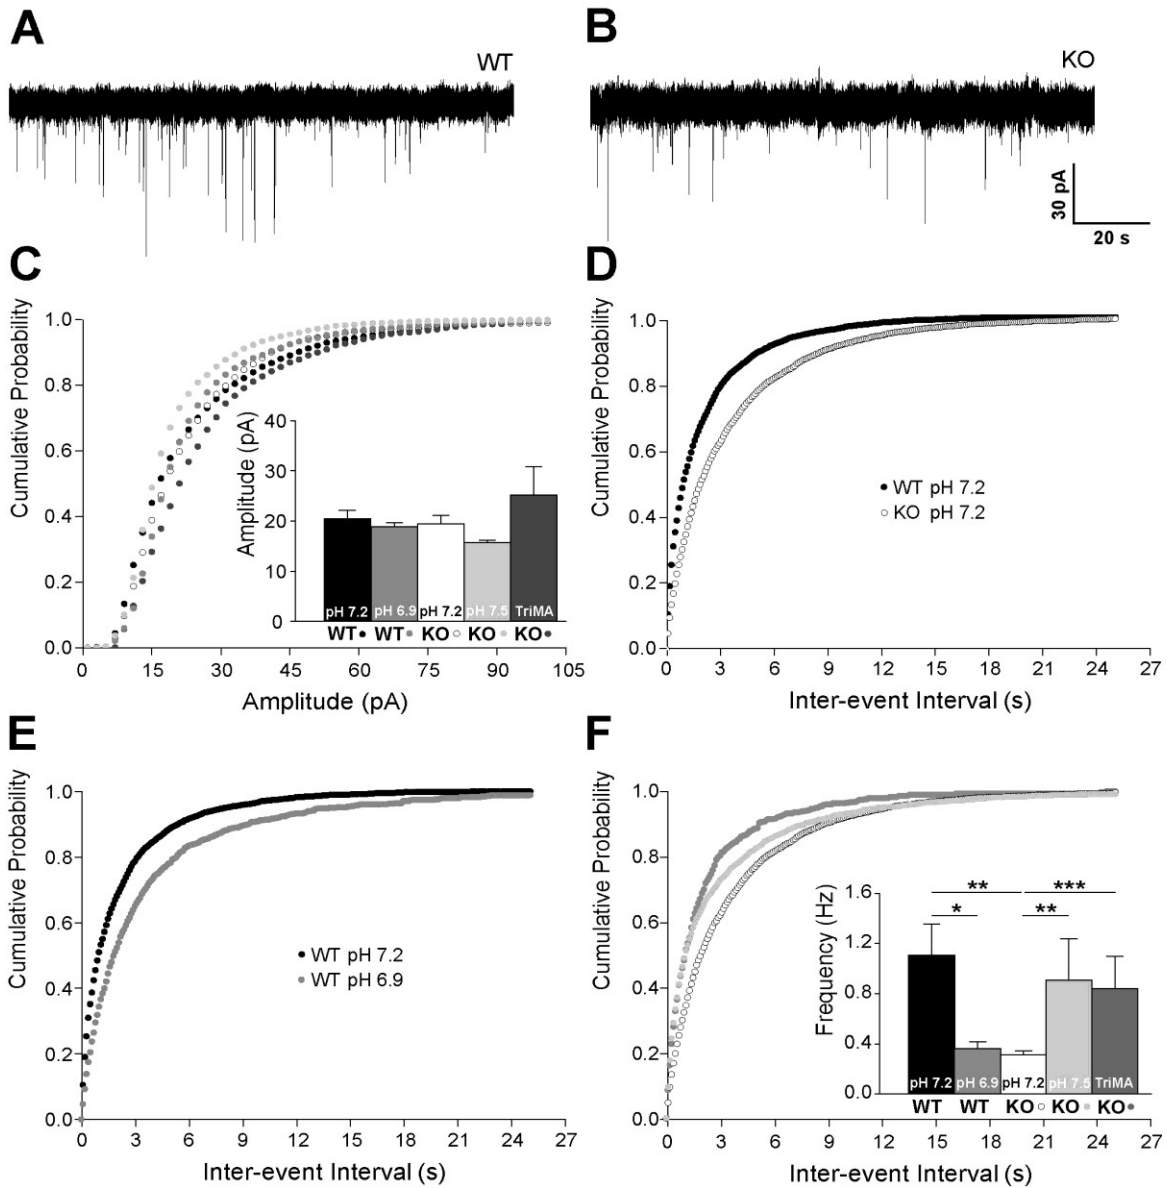 A
WT
B
KO
30 pA
20 s
C
Cumulative Probability
1.0
0.8
0.6
0.4
0.2
0.0
0
15
30
45
60
75
90
105
Amplitude (pA)
Amplitude (pA)
40
30
20
10
0
pH 7.2
pH 6.9
pH 7.2
pH 7.5
TriMA
WT
WT
KO
KO
KO
D
Cumulative Probability
1.0
0.8
0.6
0.4
0.2
0.0
WT pH 7.2
KO pH 7.2
0
3
6
9
12
15
18
21
24
27
Inter-event Interval (s)
E
Cumulative Probability
1.0
0.8
0.6
0.4
0.2
0.0
WT pH 7.2
WT pH 6.9
0
3
6
9
12
15
18
21
24
27
Inter-event Interval (s)
F
Cumulative Probability
1.0
0.8
0.6
0.4
0.2
0.0
0
3
6
9
12
15
18
21
24
27
Inter-event Interval (s)
Frequency (Hz)
1.6
1.2
0.8
0.4
0.0
**
***
*
**
pH 7.2
pH 6.9
pH 7.2
pH 7.5
TriMA
WT
WT
KO
KO
KO